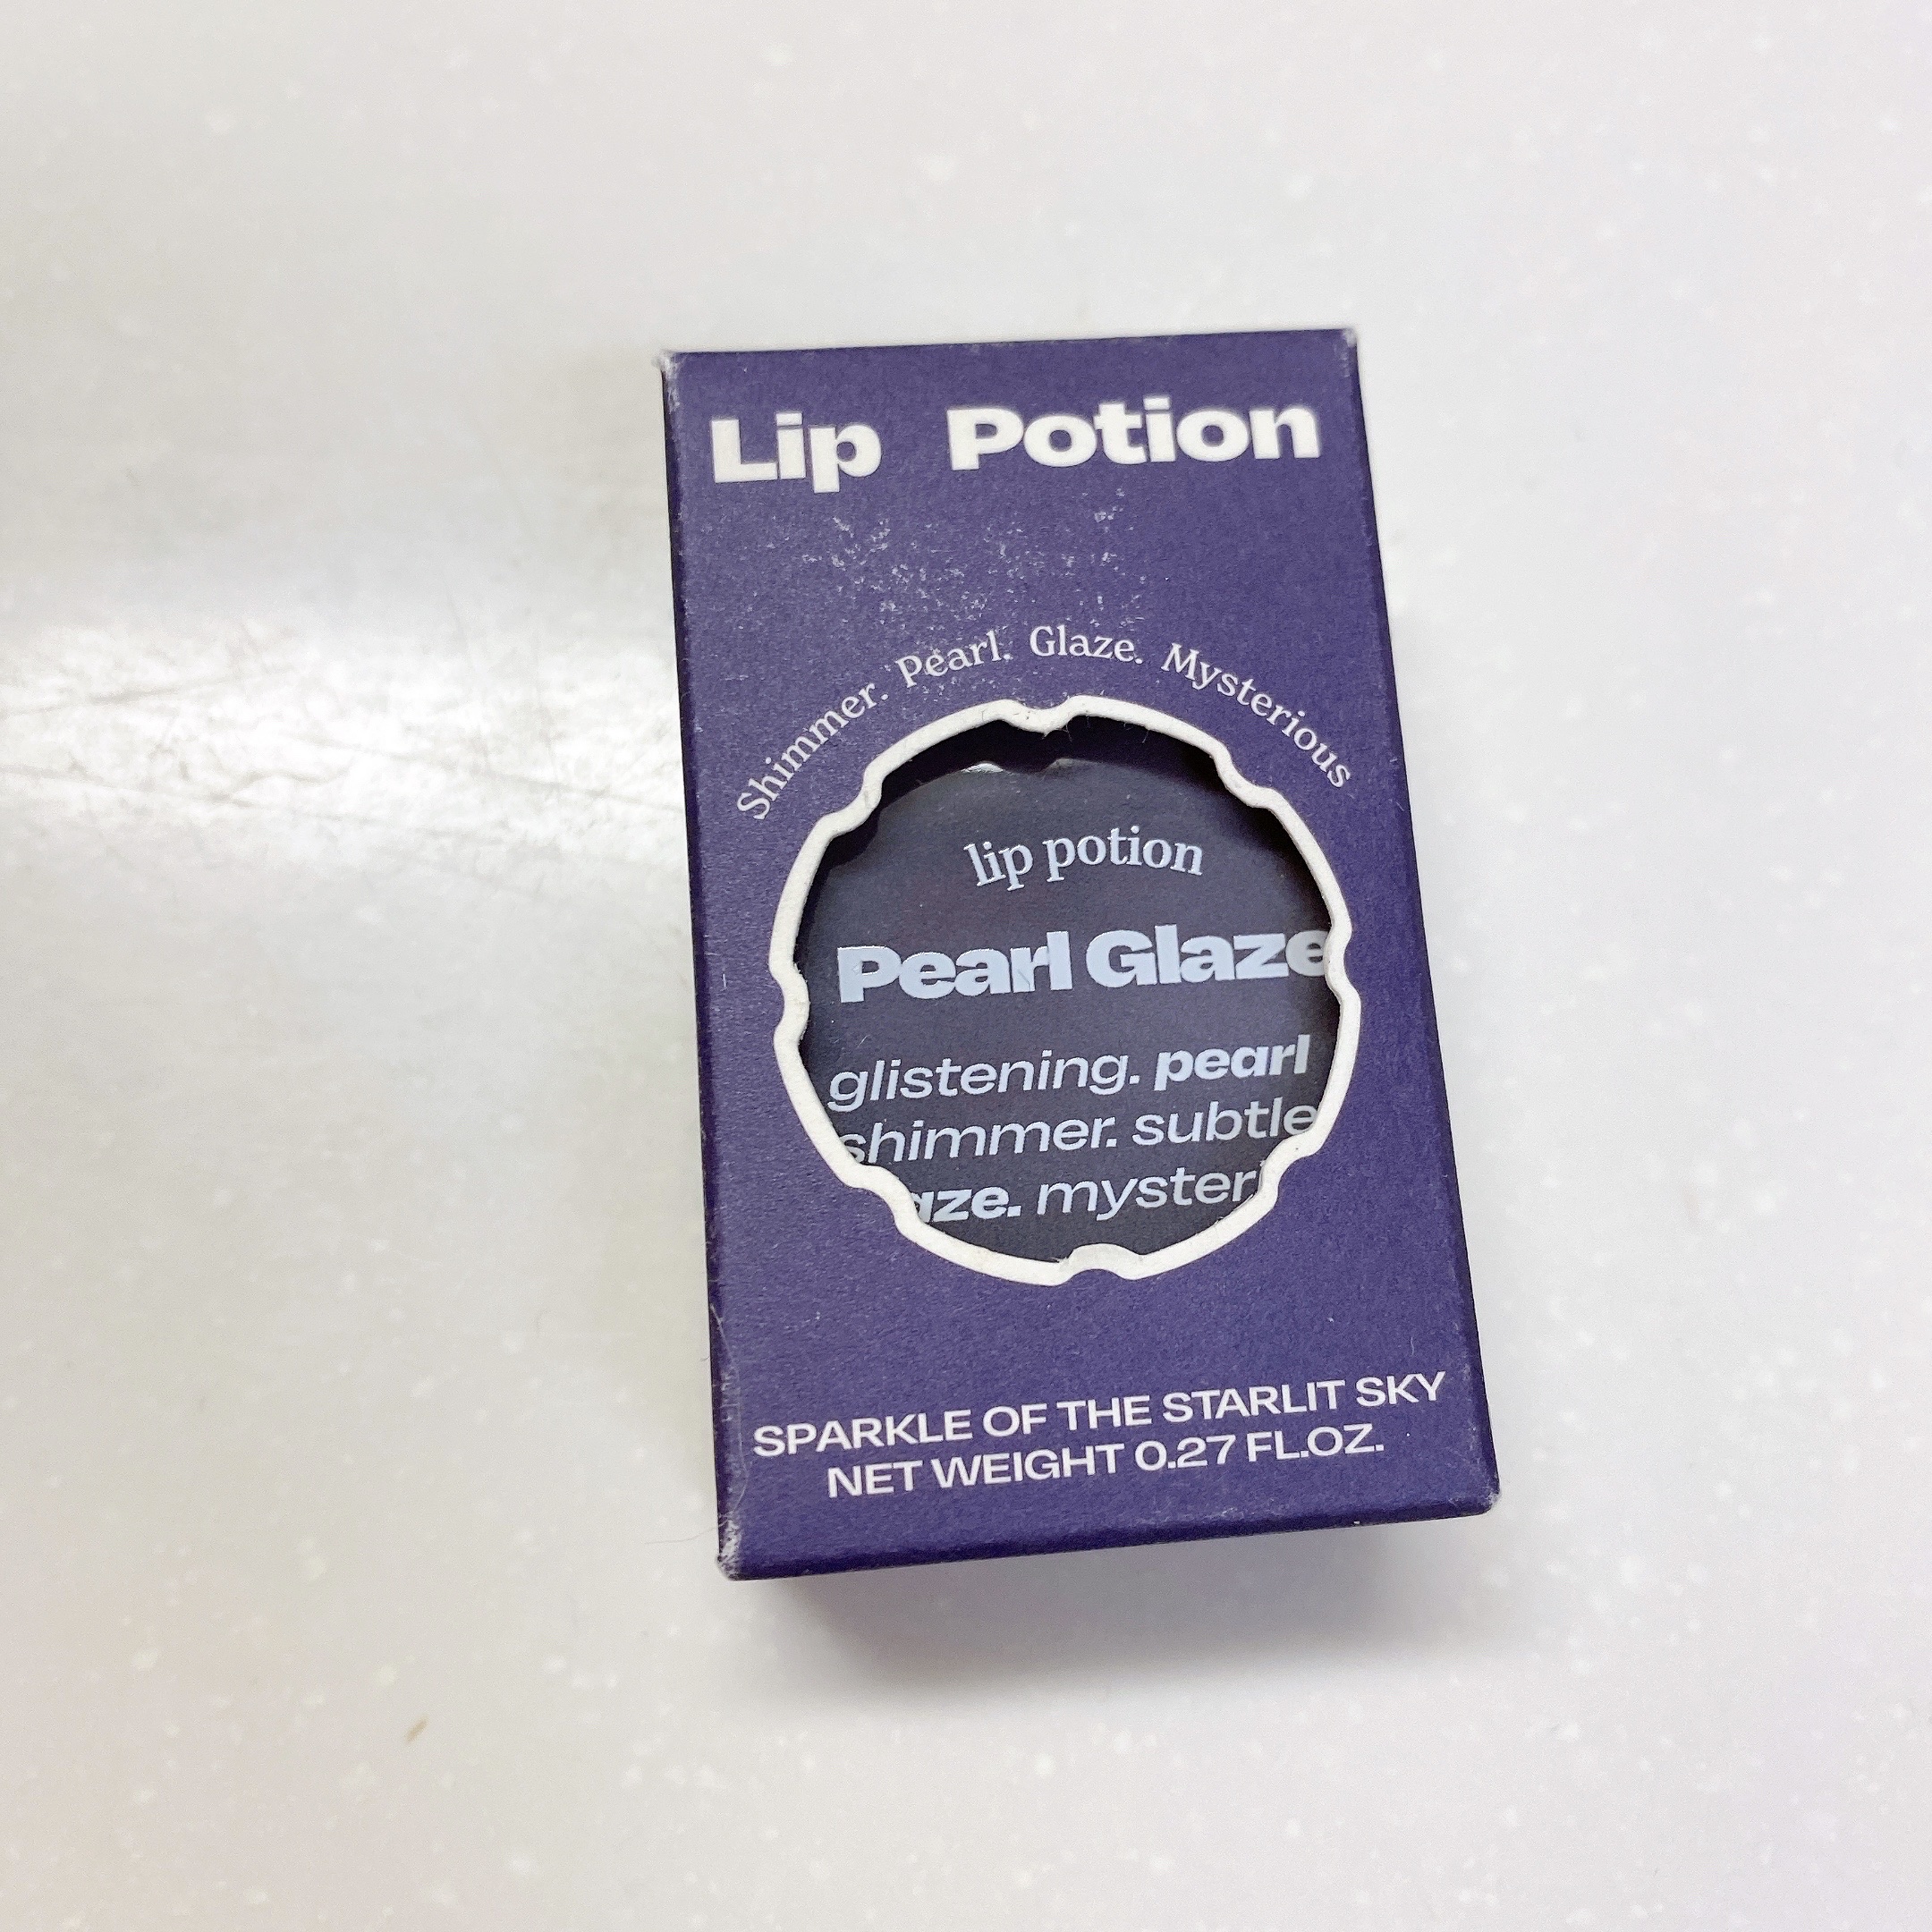 Lip Potion
Shimmer. Pearl. Glaze. Mysterious
lip potion
Pearl Glaze
glistening. pearl
shimmer. subtle
mysteri
SPARKLE OF THE STARLIT SKY
NET WEIGHT 0.27 FL.OZ.